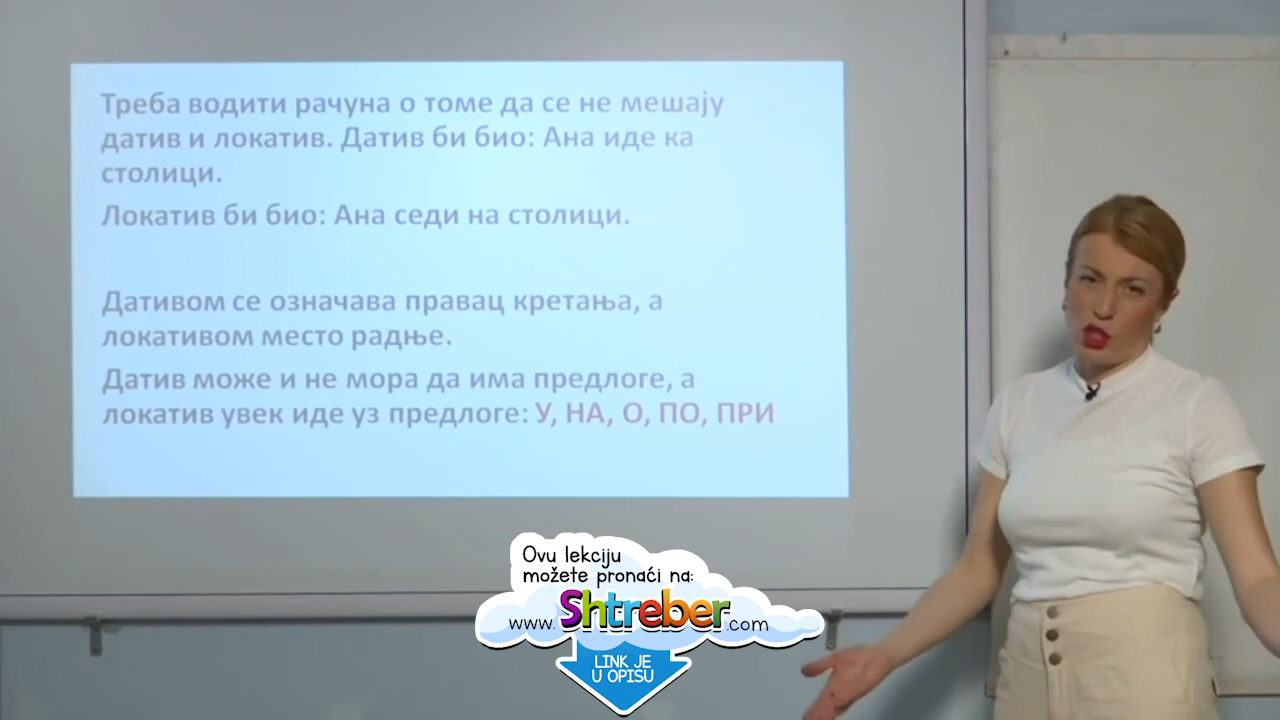 Треба водити рачуна о томе да се не мешају
датив и локатив. Датив би био: Ана иде ка
столици.
Локатив би био: Ана седи на столици.
Дативом се означава правац кретања, а
локативом место радње.
Датив може и не мора да има предлоге, а
локатив увек иде уз предлоге: У, НА, О, ПО, ПРИ
Ovu lekciju
možete pronaći na:
www.Shtreber.com
LINK JE
U OPISU